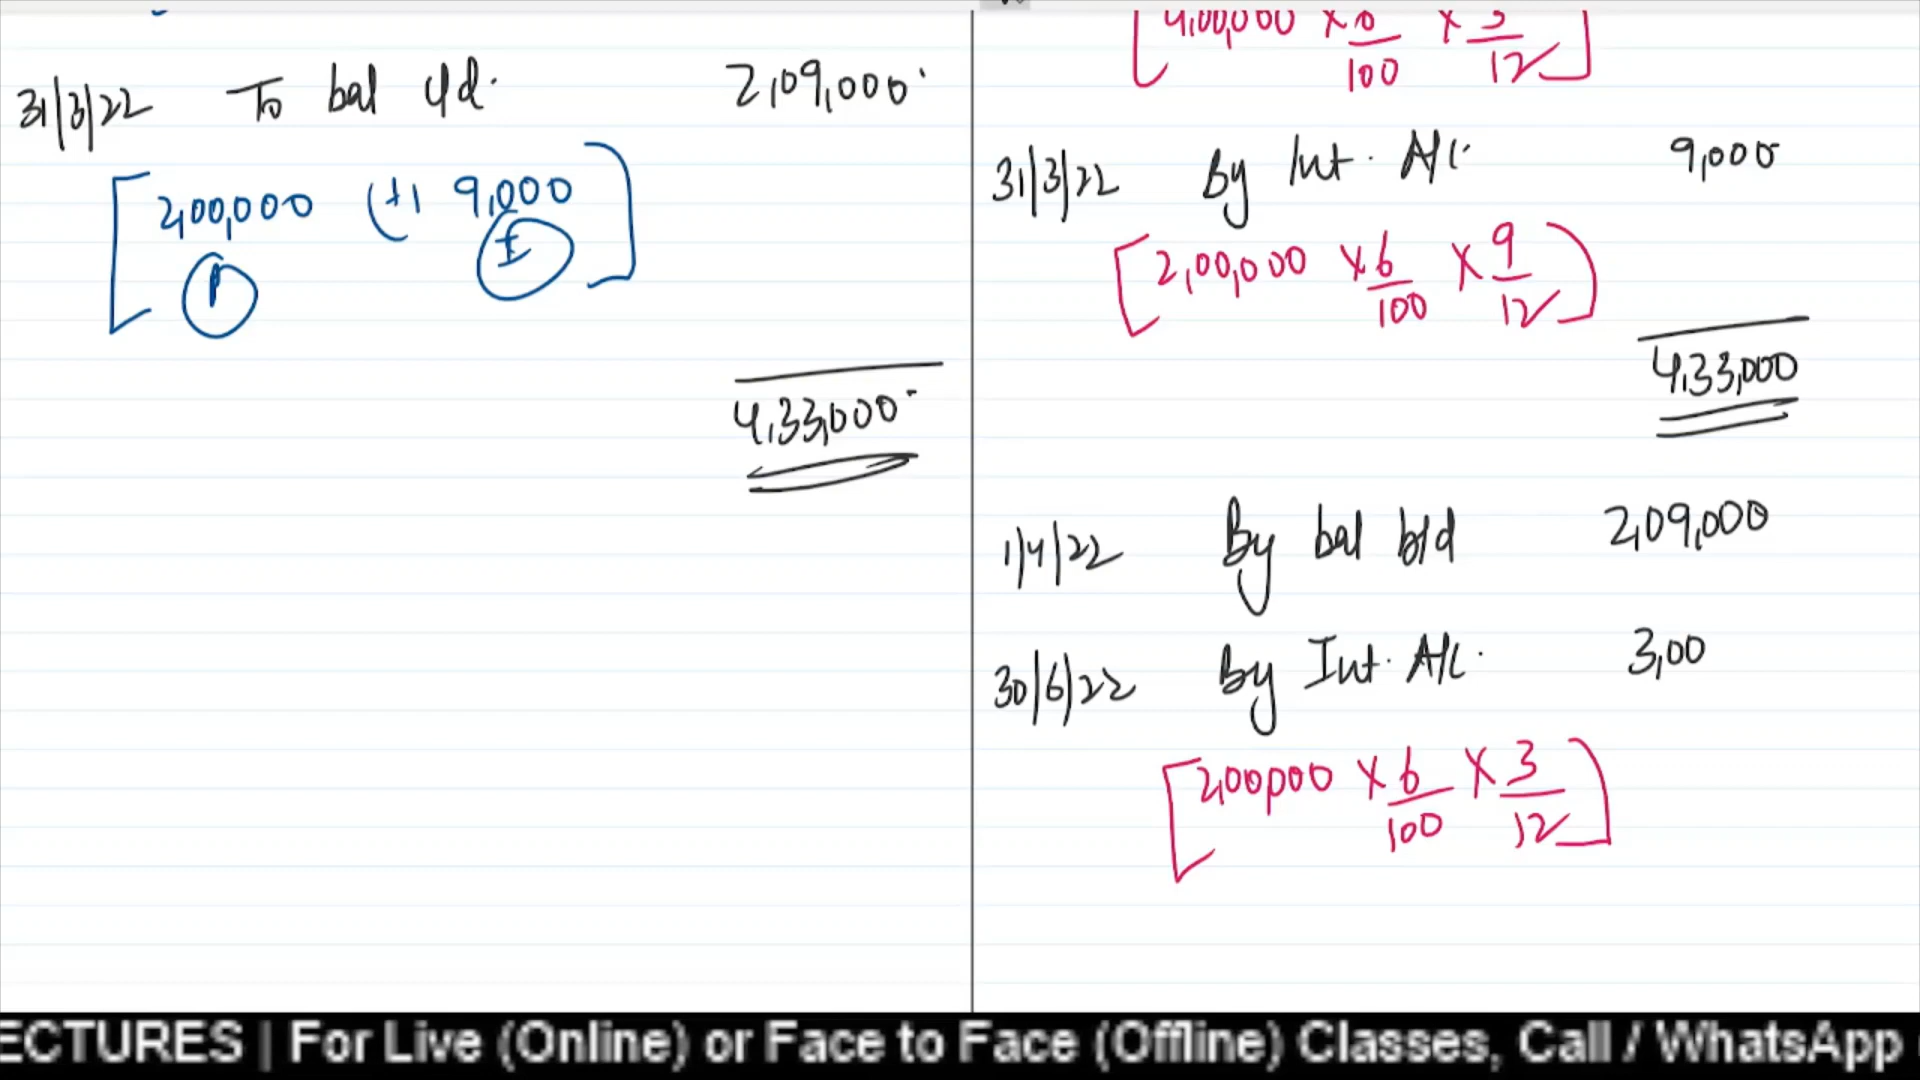 31/3/22 To bal c/d. 2,09,000
[2,00,000 (+) 9,000]
P I
4,33,000
[4,00,000 × 6/100 × 3/12]
31/3/22 By Int. A/c. 9,000
[2,00,000 × 6/100 × 9/12]
4,33,000
1/4/22 By bal b/d 2,09,000
30/6/22 By Int. A/c. 3,00
[2,00,000 × 6/100 × 3/12]
ECTURES | For Live (Online) or Face to Face (Offline) Classes, Call / WhatsApp